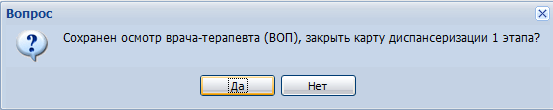 Вопрос
Сохранен осмотр врача-терапевта (ВОП), закрыть карту диспансеризации 1 этапа?
Да
Нет